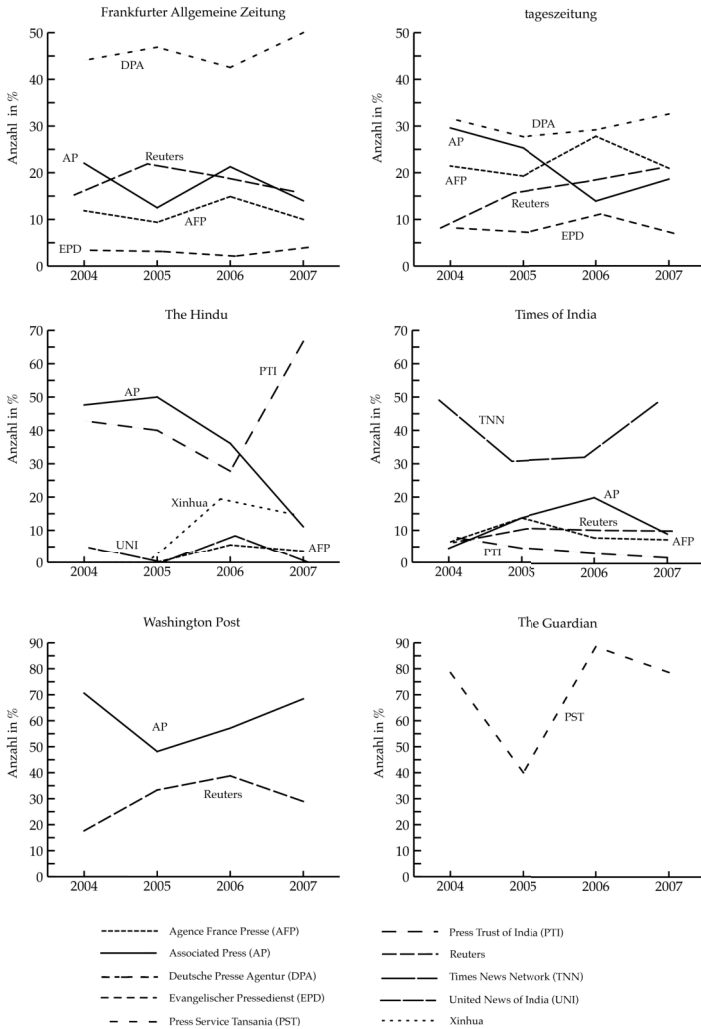 Frankfurter Allgemeine Zeitung
Anzahl in %
50
40
30
20
10
0
DPA
AP
Reuters
AFP
EPD
2004 2005 2006 2007
tageszeitung
Anzahl in %
50
40
30
20
10
0
DPA
AP
AFP
Reuters
EPD
2004 2005 2006 2007
The Hindu
Anzahl in %
70
60
50
40
30
20
10
0
PTI
AP
Xinhua
UNI
AFP
2004 2005 2006 2007
Times of India
Anzahl in %
70
60
50
40
30
20
10
0
TNN
AP
Reuters
AFP
PTI
2004 2005 2006 2007
Washington Post
Anzahl in %
90
80
70
60
50
40
30
20
10
0
AP
Reuters
2004 2005 2006 2007
The Guardian
Anzahl in %
90
80
70
60
50
40
30
20
10
0
PST
2004 2005 2006 2007
Agence France Presse (AFP)
Associated Press (AP)
Deutsche Presse Agentur (DPA)
Evangelischer Pressedienst (EPD)
Press Service Tansania (PST)
Press Trust of India (PTI)
Reuters
Times News Network (TNN)
United News of India (UNI)
Xinhua